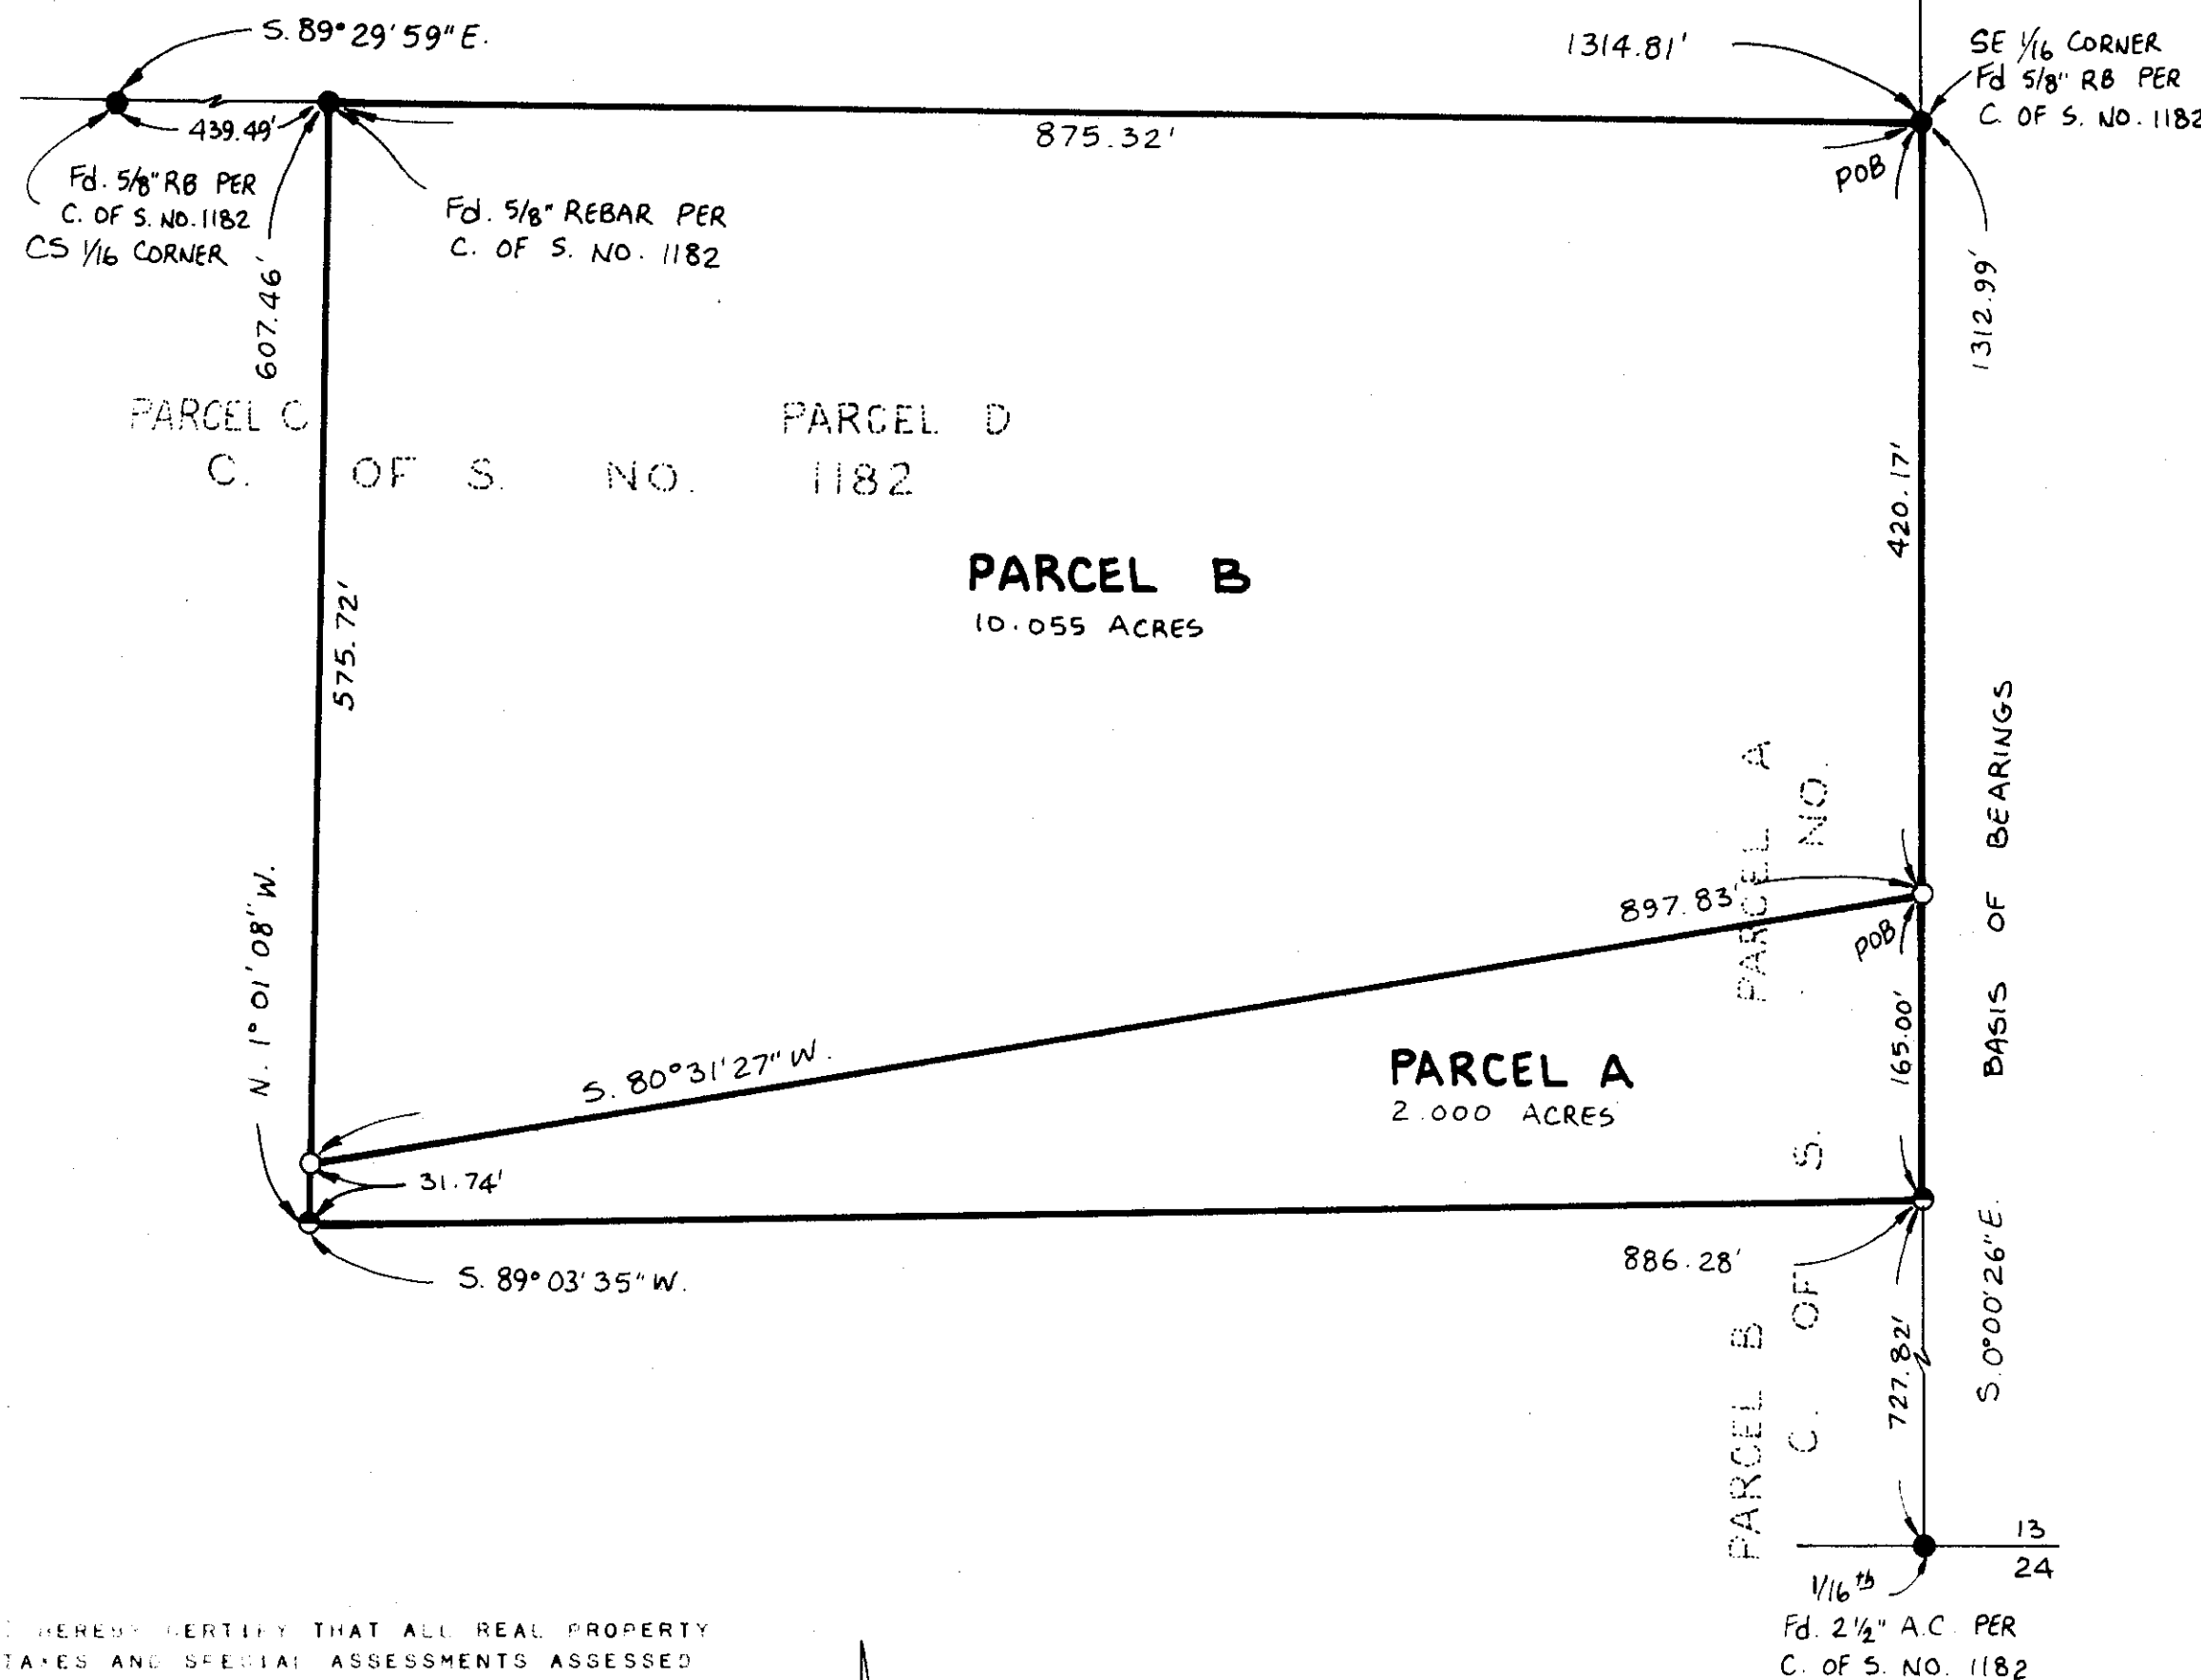 S. 89° 29' 59" E.
1314.81'
SE 1/16 CORNER
Fd 5/8" RB PER
C. OF S. NO. 1182
439.49'
875.32'
POB
Fd. 5/8" RB PER
C. OF S. NO. 1182
CS 1/16 CORNER
Fd. 5/8" REBAR PER
C. OF S. NO. 1182
607.46'
1312.99'
PARCEL C
PARCEL D
C. OF S. NO. 1182
420.17'
PARCEL B
10.055 ACRES
575.72'
BASIS OF BEARINGS
S. 0°00'26" E.
PARCEL A
PARCEL B
C. OF S. NO.
897.83'
POB
N. 1° 01' 08" W.
165.00'
S. 80°31'27" W.
PARCEL A
2.000 ACRES
31.74'
886.28'
S. 89° 03' 35" W.
727.82'
13
24
1/16th
Fd. 2 1/2" A.C. PER
C. OF S. NO. 1182
HEREBY CERTIFY THAT ALL REAL PROPERTY
TAXES AND SPECIAL ASSESSMENTS ASSESSED